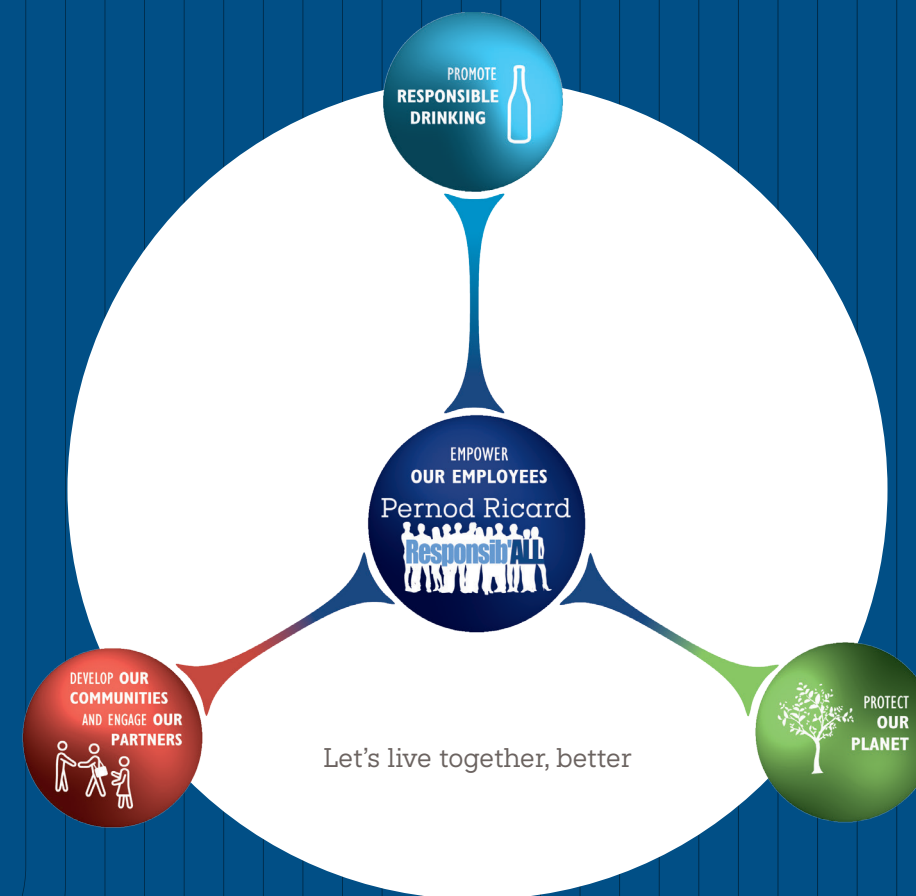 PROMOTE
RESPONSIBLE
DRINKING
EMPOWER
OUR EMPLOYEES
Pernod Ricard
Responsib'ALL
DEVELOP OUR
COMMUNITIES
AND ENGAGE OUR
PARTNERS
PROTECT
OUR
PLANET
Let's live together, better